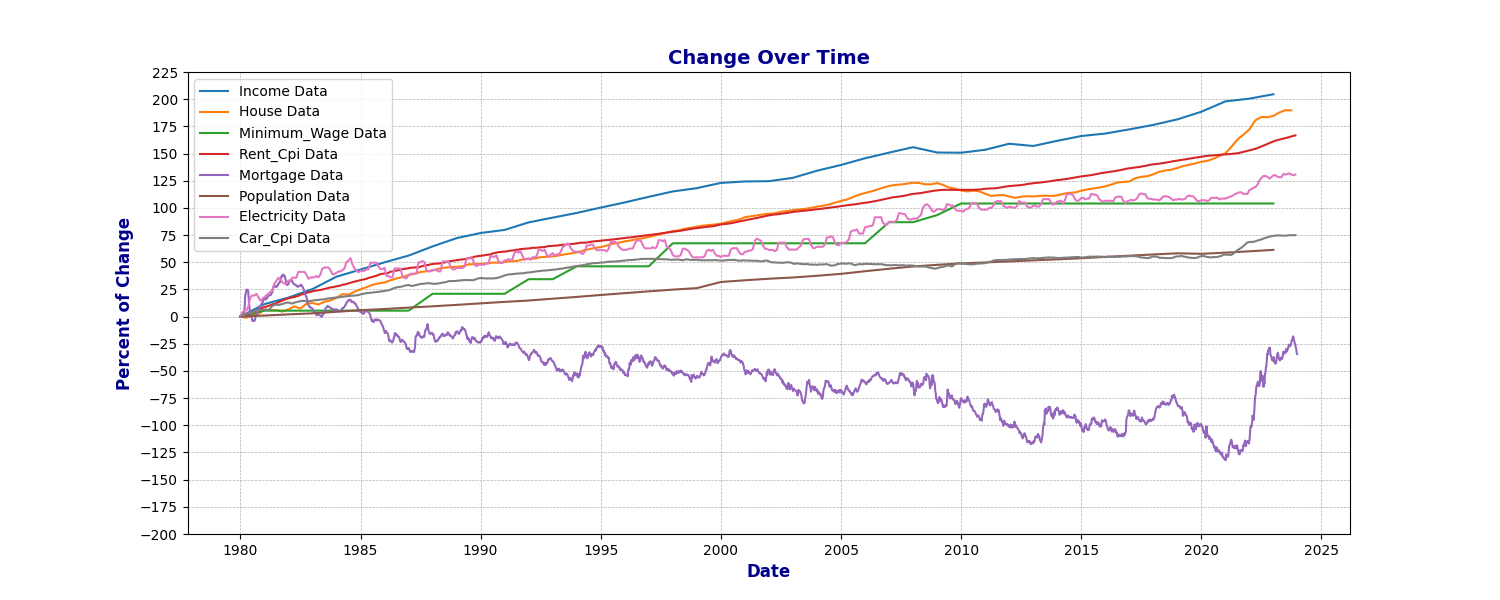 Change Over Time
225
200
175
150
125
100
75
50
25
0
−25
−50
−75
−100
−125
−150
−175
−200
Percent of Change
Income Data
House Data
Minimum_Wage Data
Rent_Cpi Data
Mortgage Data
Population Data
Electricity Data
Car_Cpi Data
1980 1985 1990 1995 2000 2005 2010 2015 2020 2025
Date